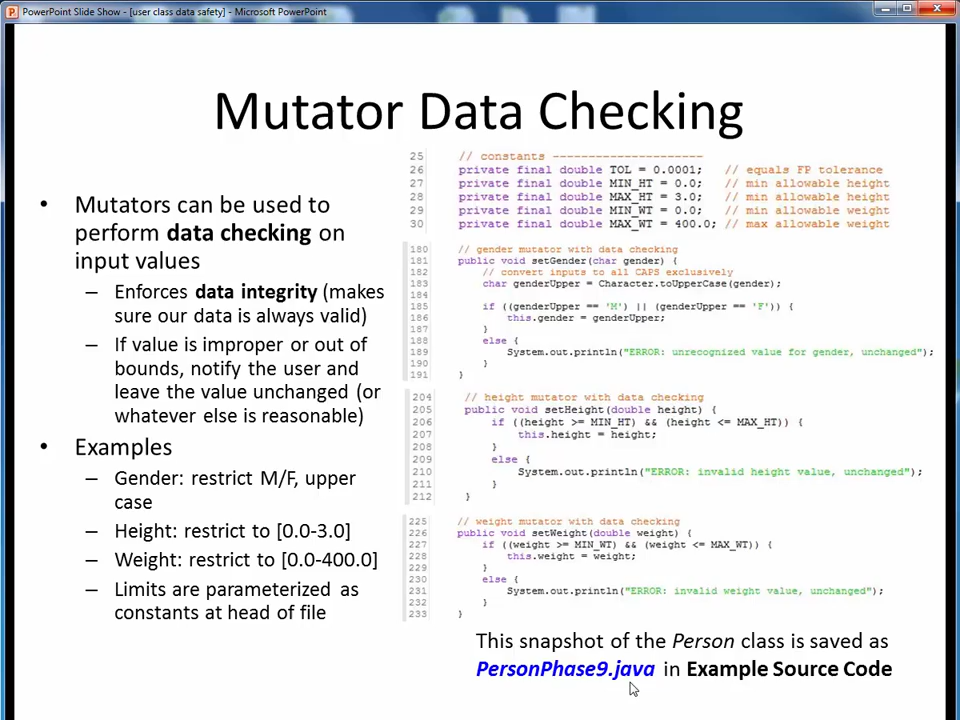 PowerPoint Slide Show - [user class data safety] - Microsoft PowerPoint
Mutator Data Checking
• Mutators can be used to
perform data checking on
input values
– Enforces data integrity (makes
sure our data is always valid)
– If value is improper or out of
bounds, notify the user and
leave the value unchanged (or
whatever else is reasonable)
• Examples
– Gender: restrict M/F, upper
case
– Height: restrict to [0.0-3.0]
– Weight: restrict to [0.0-400.0]
– Limits are parameterized as
constants at head of file
25 // constants -----------------------
26 private final double TOL = 0.0001; // equals FP tolerance
27 private final double MIN_HT = 0.0; // min allowable height
28 private final double MAX_HT = 3.0; // min allowable height
29 private final double MIN_WT = 0.0; // min allowable weight
30 private final double MAX_WT = 400.0; // max allowable weight
180 // gender mutator with data checking
181 public void setGender(char gender) {
182 // convert inputs to all CAPS exclusively
183 char genderUpper = Character.toUpperCase(gender);
184
185 if ((genderUpper == 'M') || (genderUpper == 'F')) {
186 this.gender = genderUpper;
187 }
188 else {
189 System.out.println("ERROR: unrecognized value for gender, unchanged");
190 }
191 }
204 // height mutator with data checking
205 public void setHeight(double height) {
206 if ((height >= MIN_HT) && (height <= MAX_HT)) {
207 this.height = height;
208 }
209 else {
210 System.out.println("ERROR: invalid height value, unchanged");
211 }
212 }
225 // weight mutator with data checking
226 public void setWeight(double weight) {
227 if ((weight >= MIN_WT) && (weight <= MAX_WT)) {
228 this.weight = weight;
229 }
230 else {
231 System.out.println("ERROR: invalid weight value, unchanged");
232 }
233 }
This snapshot of the Person class is saved as
PersonPhase9.java in Example Source Code